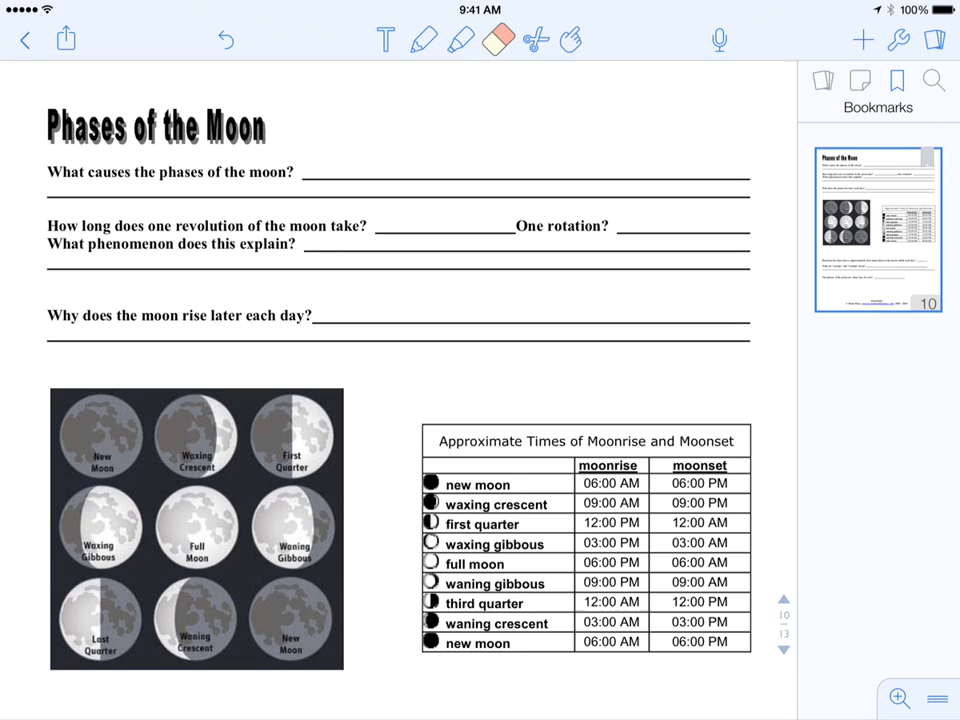 9:41 AM
100%
T
Bookmarks
Phases of the Moon
What causes the phases of the moon?
How long does one revolution of the moon take? One rotation?
What phenomenon does this explain?
Why does the moon rise later each day?
New Moon
Waxing Crescent
First Quarter
Waxing Gibbous
Full Moon
Waning Gibbous
Last Quarter
Waning Crescent
New Moon
Approximate Times of Moonrise and Moonset
moonrise moonset
new moon 06:00 AM 06:00 PM
waxing crescent 09:00 AM 09:00 PM
first quarter 12:00 PM 12:00 AM
waxing gibbous 03:00 PM 03:00 AM
full moon 06:00 PM 06:00 AM
waning gibbous 09:00 PM 09:00 AM
third quarter 12:00 AM 12:00 PM
waning crescent 03:00 AM 03:00 PM
new moon 06:00 AM 06:00 PM
10
13
Phases of the Moon
10